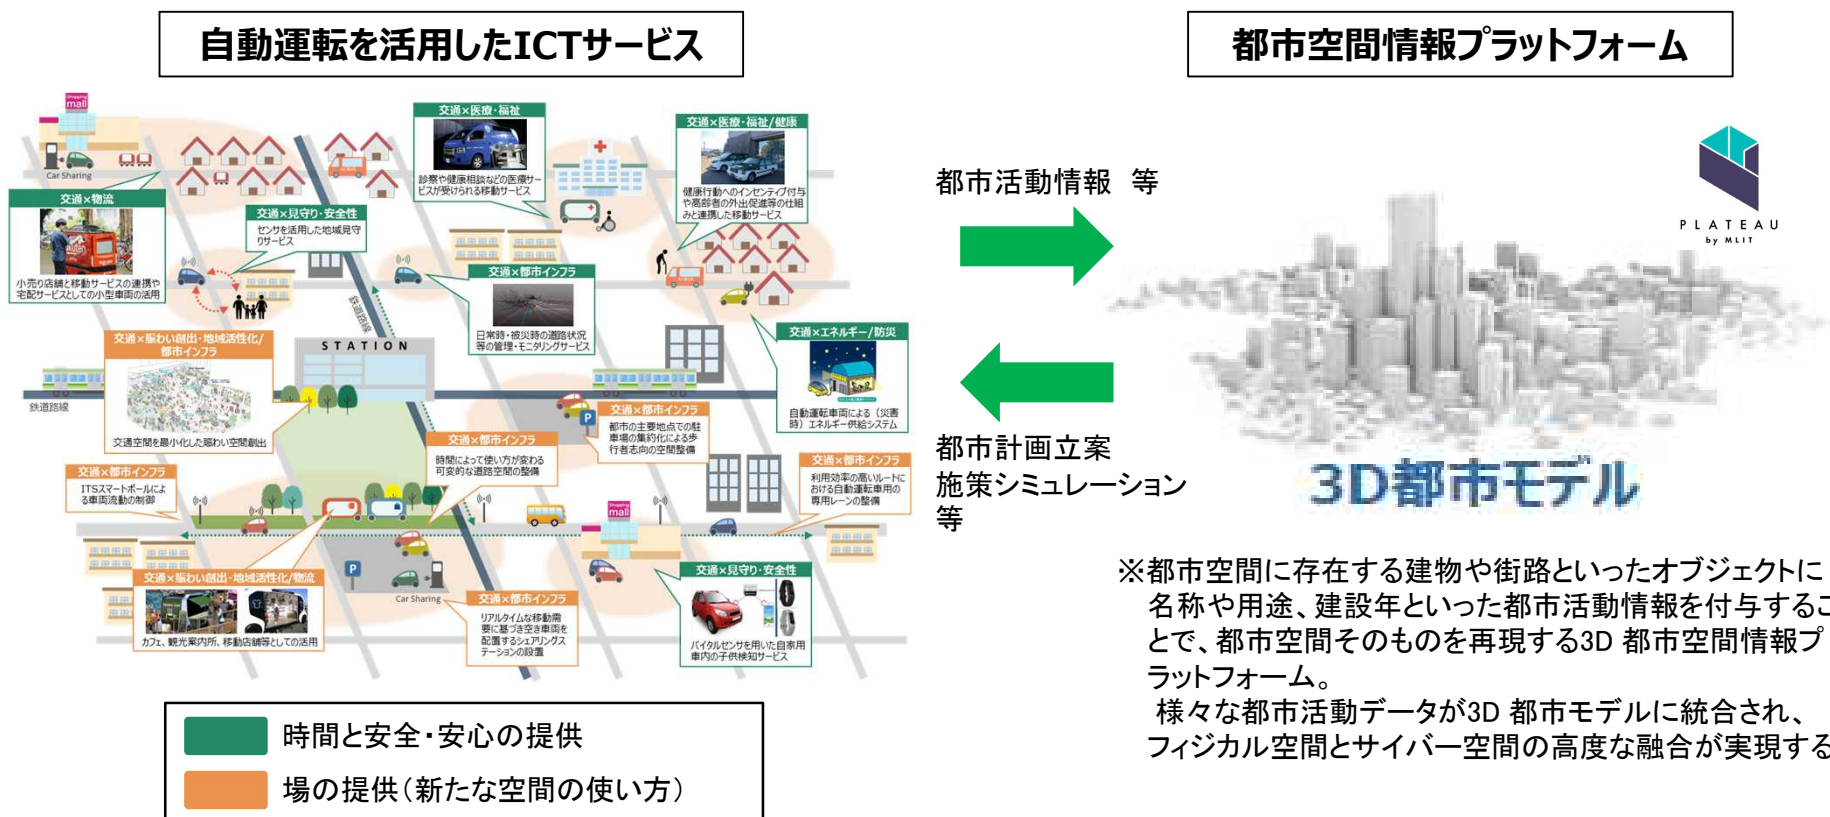 自動運転を活用したICTサービス
都市空間情報プラットフォーム
Shopping
mall
Car Sharing
交通×物流
小売り店舗と移動サービスの連携や
宅配サービスとしての小型車両の活用
交通×見守り・安全性
センサを活用した地域見守
りサービス
交通×医療・福祉
診察や健康相談などの医療サー
ビスが受けられる移動サービス
交通×医療・福祉/健康
健康行動へのインセンティブ付与
や高齢者の外出促進等の仕組
みと連携した移動サービス
交通×都市インフラ
日常時・被災時の道路状況
等の管理・モニタリングサービス
鉄道路線
交通×賑わい創出・地域活性化/
都市インフラ
交通空間を最小化した賑わい空間創出
STATION
鉄道路線
交通×エネルギー/防災
自動運転車両による（災害
時）エネルギー供給システム
P
交通×都市インフラ
都市の主要地点での駐
車場の集約化による歩
行者志向の空間整備
交通×都市インフラ
時間によって使い方が変わる
可変的な道路空間の整備
交通×都市インフラ
ITSスマートポールによ
る車両流動の制御
交通×都市インフラ
利用効率の高いルートに
おける自動運転車用の
専用レーンの整備
Shopping
mall
交通×賑わい創出・地域活性化/物流
カフェ、観光案内所、移動店舗等としての活用
P
Car Sharing
交通×都市インフラ
リアルタイムな移動需
要に基づき空き車両を
配置するシェアリングス
テーションの設置
交通×見守り・安全性
バイタルセンサを用いた自家用
車内の子供検知サービス
時間と安全・安心の提供
場の提供（新たな空間の使い方）
都市活動情報　等
都市計画立案
施策シミュレーション
等
PLATEAU
by MLIT
3D都市モデル
※都市空間に存在する建物や街路といったオブジェクトに
名称や用途、建設年といった都市活動情報を付与するこ
とで、都市空間そのものを再現する3D 都市空間情報プ
ラットフォーム。
様々な都市活動データが3D 都市モデルに統合され、
フィジカル空間とサイバー空間の高度な融合が実現する